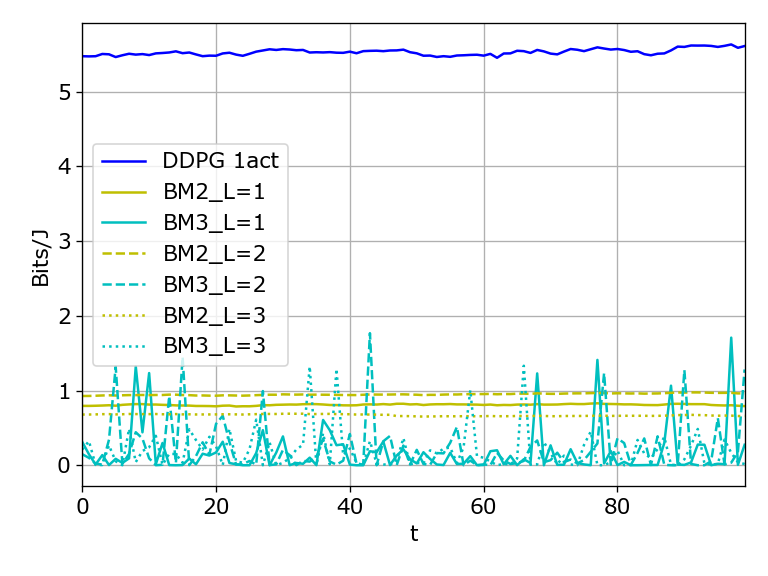 5
4
3
2
1
0
Bits/J
DDPG 1act
BM2_L=1
BM3_L=1
BM2_L=2
BM3_L=2
BM2_L=3
BM3_L=3
0 20 40 60 80
t